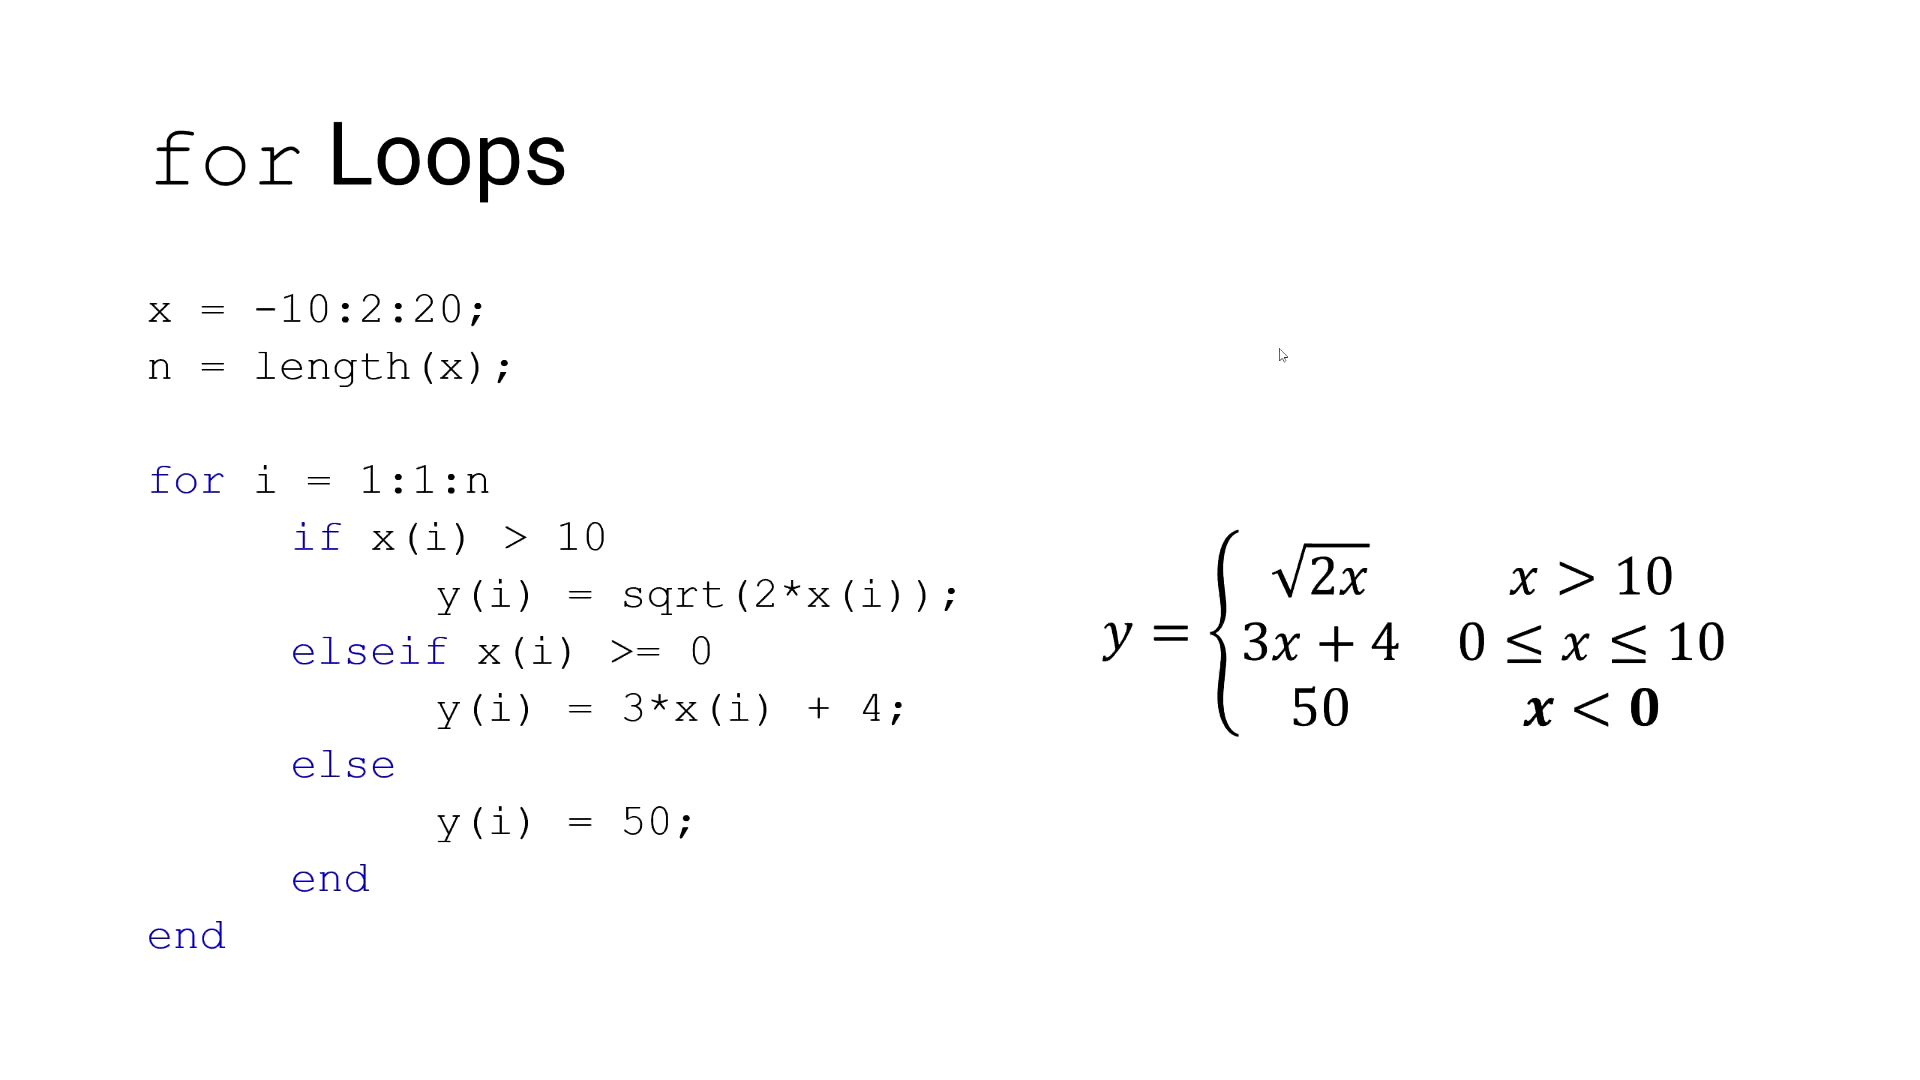 for Loops
x = -10:2:20;
n = length(x);
for i = 1:1:n
if x(i) > 10
y(i) = sqrt(2*x(i));
elseif x(i) >= 0
y(i) = 3*x(i) + 4;
else
y(i) = 50;
end
end
y = {
√2x x > 10
3x + 4 0 ≤ x ≤ 10
50 x < 0